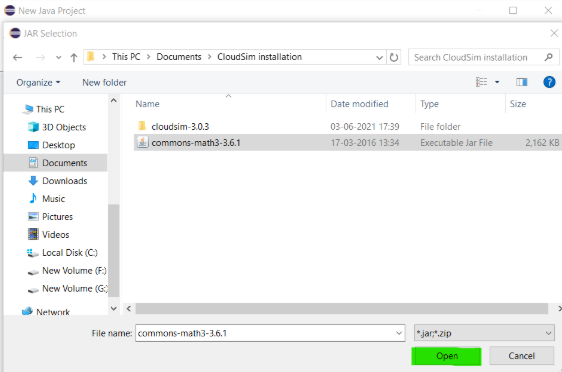 New Java Project
JAR Selection
This PC > Documents > CloudSim installation
Search CloudSim installation
Organize
New folder
Name Date modified Type Size
This PC
3D Objects
Desktop
Documents
Downloads
Music
Pictures
Videos
Local Disk (C:)
New Volume (F:)
New Volume (G:)
Network
cloudsim-3.0.3 03-06-2021 17:39 File folder
commons-math3-3.6.1 17-03-2016 13:34 Executable Jar File 2,162 KB
File name: commons-math3-3.6.1 *.jar;*.zip
Open Cancel